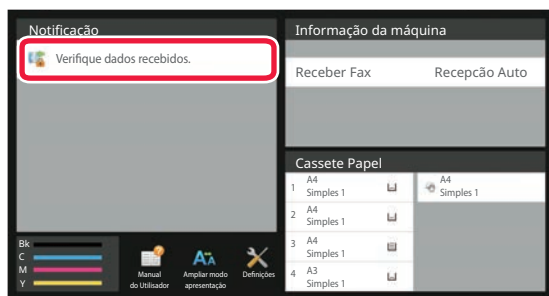 Notificação
Verifique dados recebidos.
Informação da máquina
Receber Fax Recepcão Auto
Cassete Papel
1 A4
Simples 1
2 A4
Simples 1
3 A4
Simples 1
4 A3
Simples 1
A4
Simples 1
Bk
C
M
Y
Manual
do Utilisador
Ampliar modo
apresentação
Definições